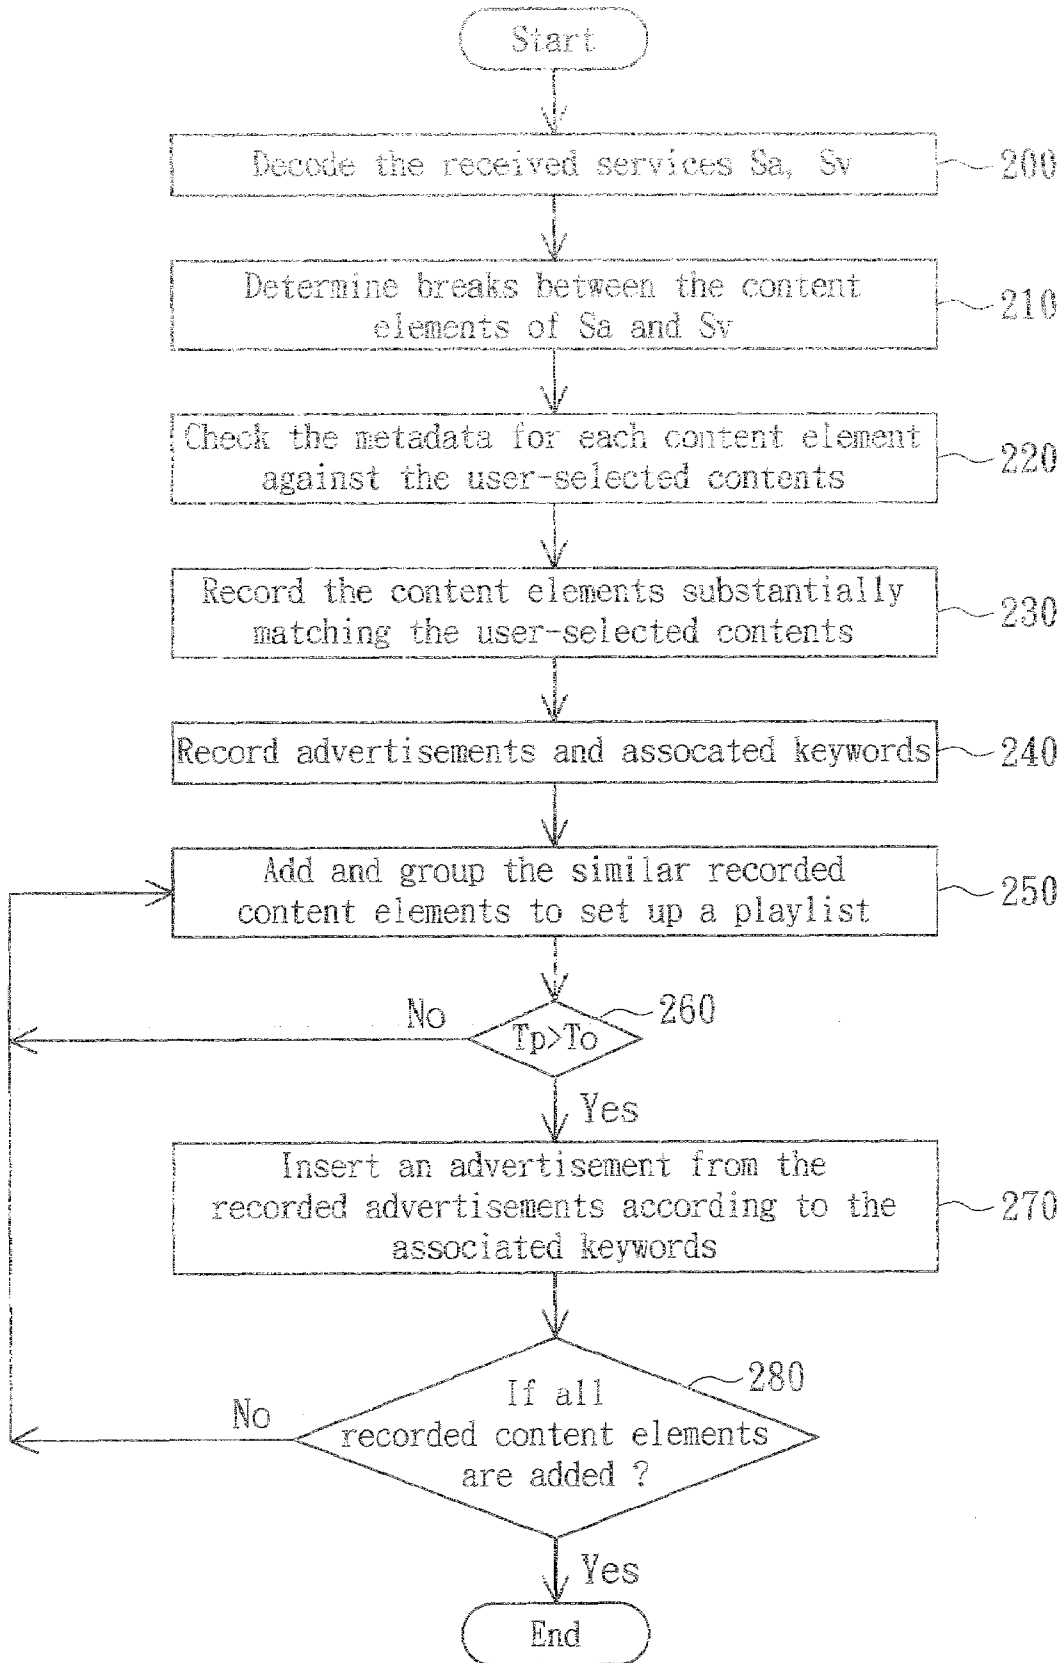 Start
Decode the received services Sa, Sv
200
Determine breaks between the content
elements of Sa and Sv
210
Check the metadata for each content element
against the user-selected contents
220
Record the content elements substantially
matching the user-selected contents
230
Record advertisements and assocated keywords
240
Add and group the similar recorded
content elements to set up a playlist
250
No
260
Tp>To
Yes
Insert an advertisement from the
recorded advertisements according to the
associated keywords
270
280
No
If all
recorded content elements
are added ?
Yes
End